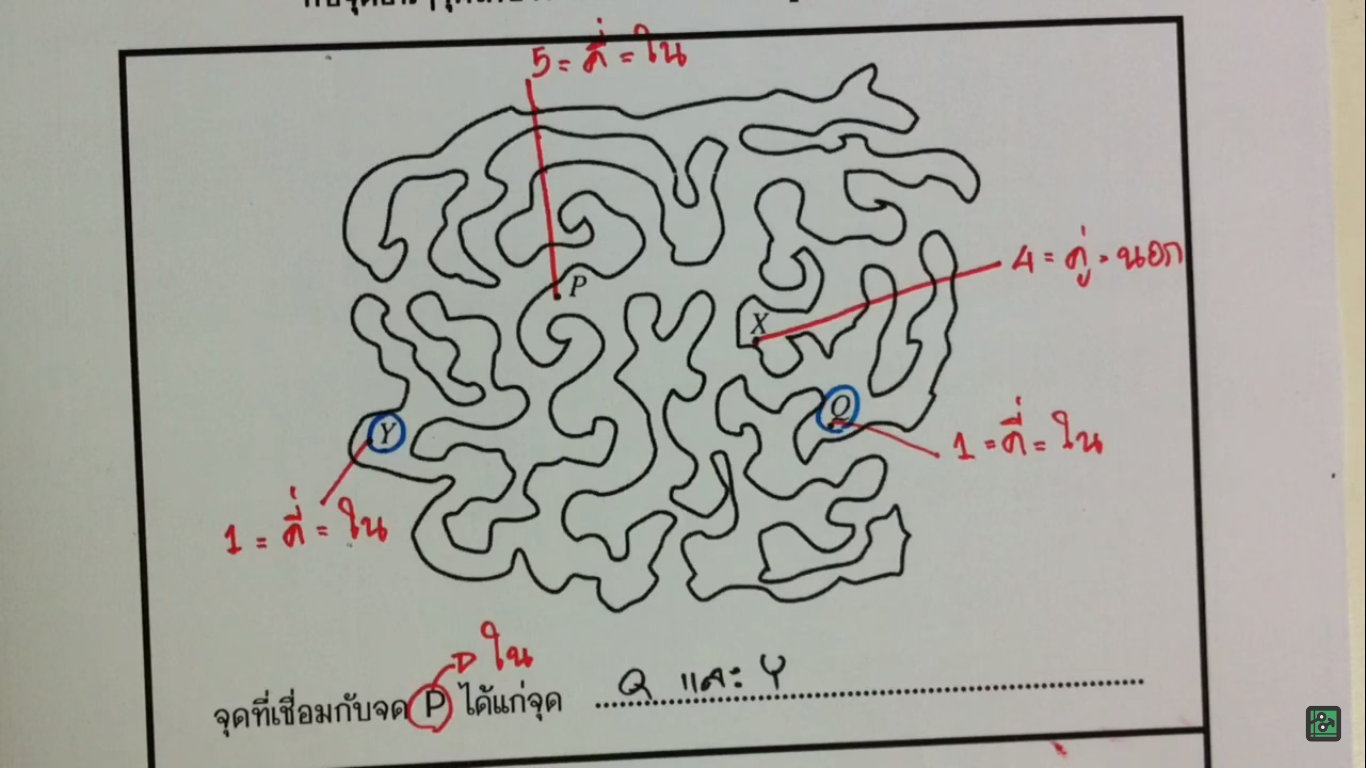 5 = คี่ = ใน
P
4 = คู่ = นอก
X
Q
Y
1 = คี่ = ใน
1 = คี่ = ใน
ใน
จุดที่เชื่อมกับจุด P ได้แก่จุด Q และ Y